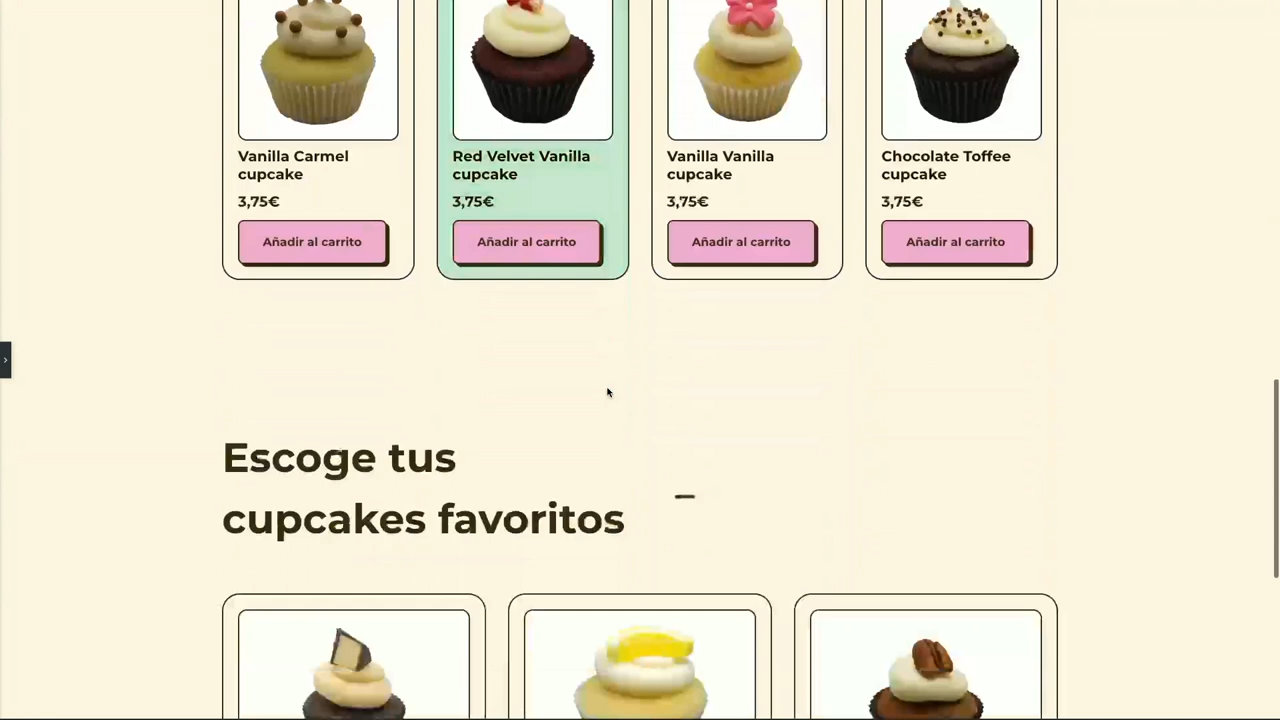 Vanilla Carmel
cupcake
3,75€
Añadir al carrito
Red Velvet Vanilla
cupcake
3,75€
Añadir al carrito
Vanilla Vanilla
cupcake
3,75€
Añadir al carrito
Chocolate Toffee
cupcake
3,75€
Añadir al carrito
Escoge tus
cupcakes favoritos